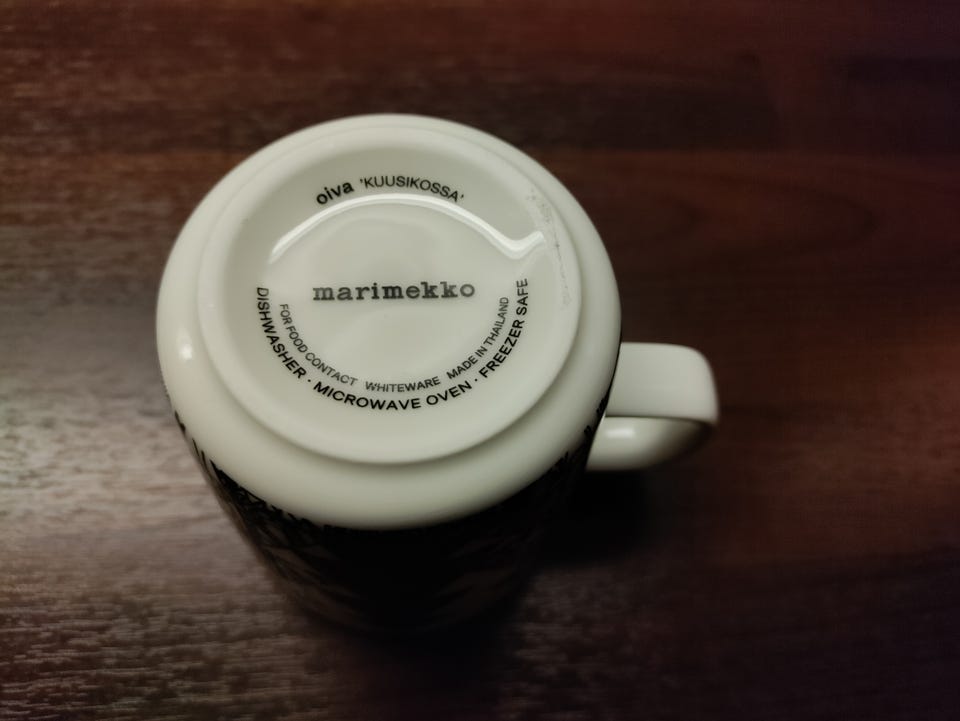 oiva 'KUUSIKOSSA'
marimekko
FOR FOOD CONTACT WHITEWARE MADE IN THAILAND
DISHWASHER · MICROWAVE OVEN · FREEZER SAFE